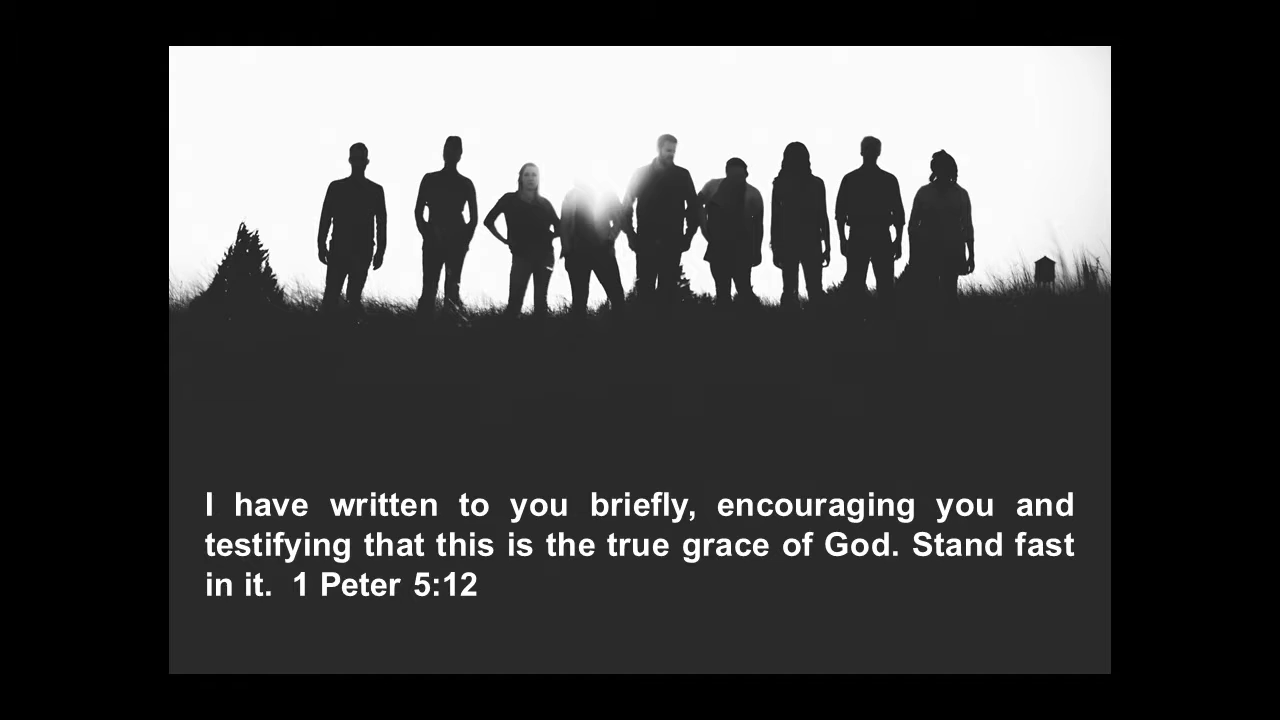 I have written to you briefly, encouraging you and
testifying that this is the true grace of God. Stand fast
in it.  1 Peter 5:12